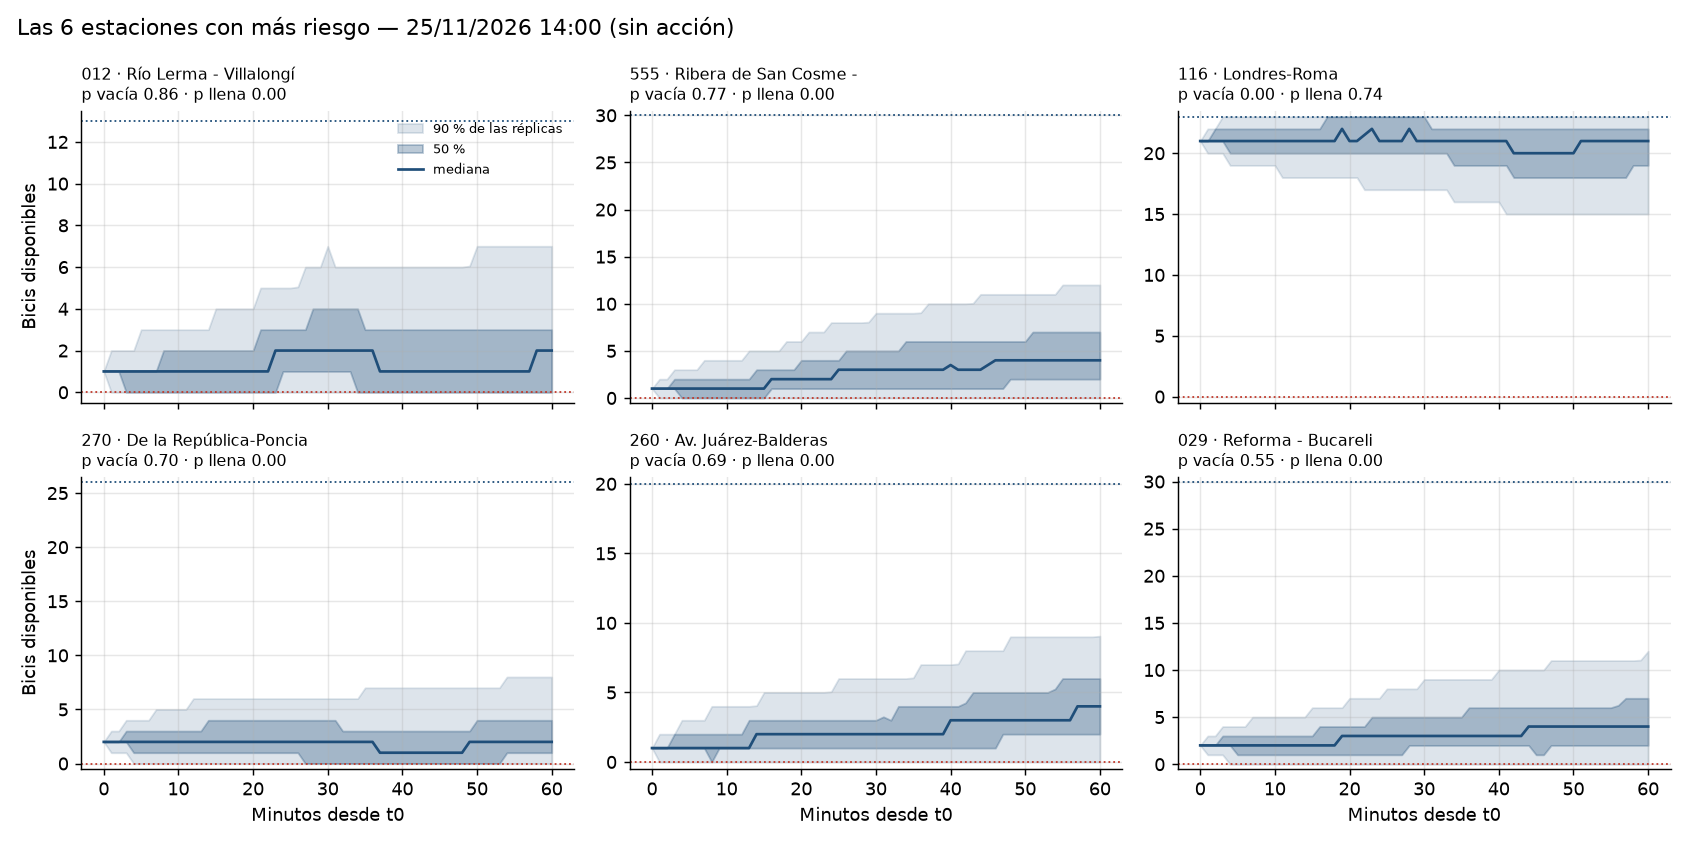 Las 6 estaciones con más riesgo — 25/11/2026 14:00 (sin acción)
012 · Río Lerma - Villalongí
p vacía 0.86 · p llena 0.00
90 % de las réplicas
50 %
mediana
12
10
8
6
4
2
0
Bicis disponibles
555 · Ribera de San Cosme -
p vacía 0.77 · p llena 0.00
30
25
20
15
10
5
0
116 · Londres-Roma
p vacía 0.00 · p llena 0.74
20
15
10
5
0
270 · De la República-Poncia
p vacía 0.70 · p llena 0.00
25
20
15
10
5
0
Bicis disponibles
0 10 20 30 40 50 60
Minutos desde t0
260 · Av. Juárez-Balderas
p vacía 0.69 · p llena 0.00
20
15
10
5
0
0 10 20 30 40 50 60
Minutos desde t0
029 · Reforma - Bucareli
p vacía 0.55 · p llena 0.00
30
25
20
15
10
5
0
0 10 20 30 40 50 60
Minutos desde t0